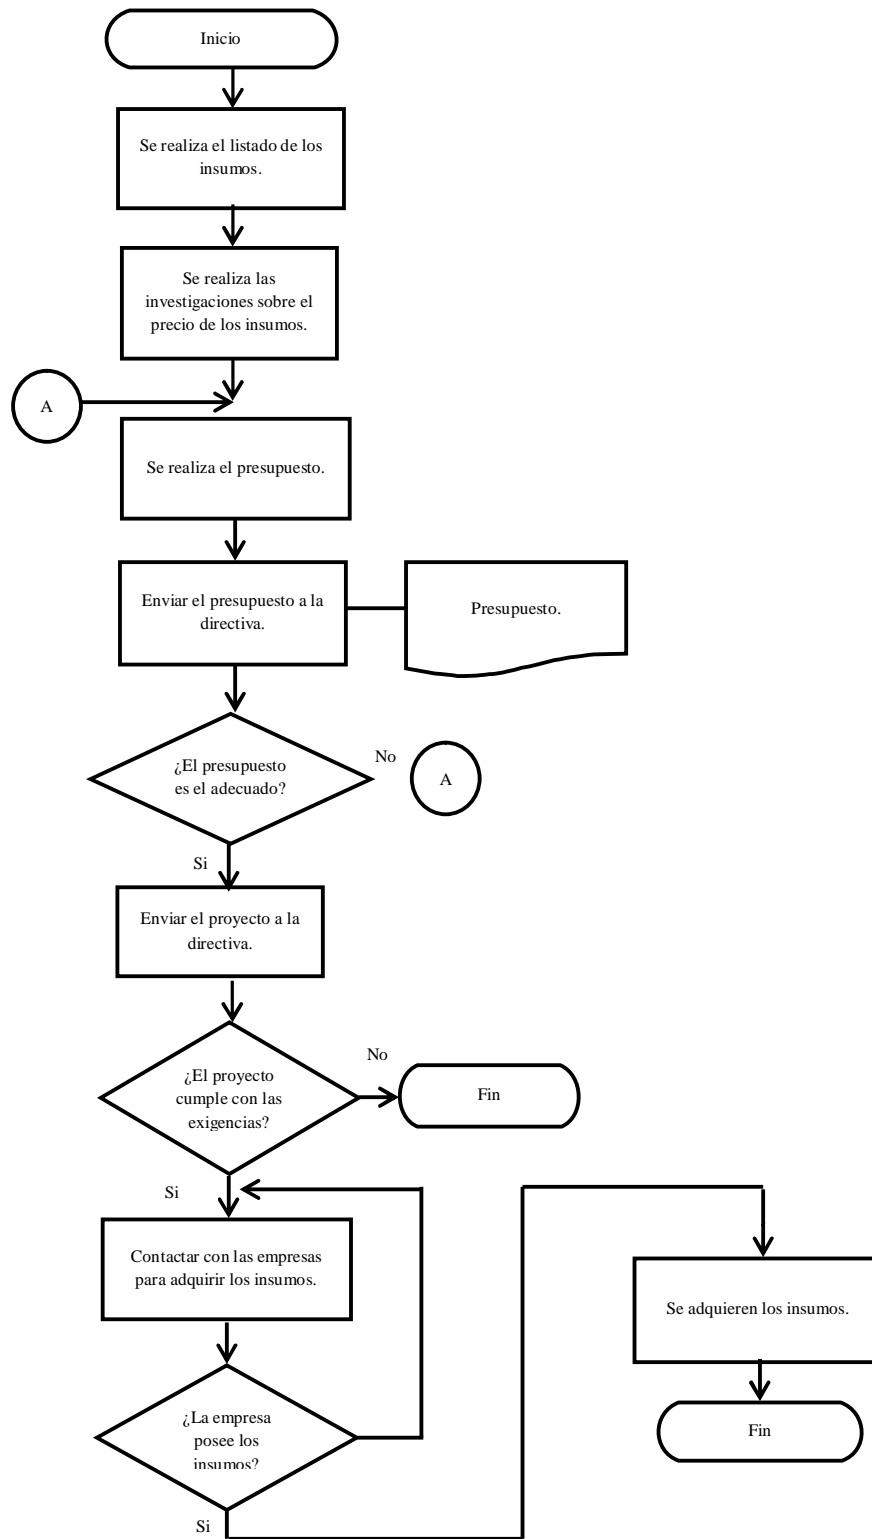 Inicio
Se realiza el listado de los
insumos.
Se realiza las
investigaciones sobre el
precio de los insumos.
A
Se realiza el presupuesto.
Enviar el presupuesto a la
directiva.
Presupuesto.
¿El presupuesto
es el adecuado?
No
A
Si
Enviar el proyecto a la
directiva.
¿El proyecto
cumple con las
exigencias?
No
Fin
Si
Contactar con las empresas
para adquirir los insumos.
Se adquieren los insumos.
¿La empresa
posee los
insumos?
Fin
Si